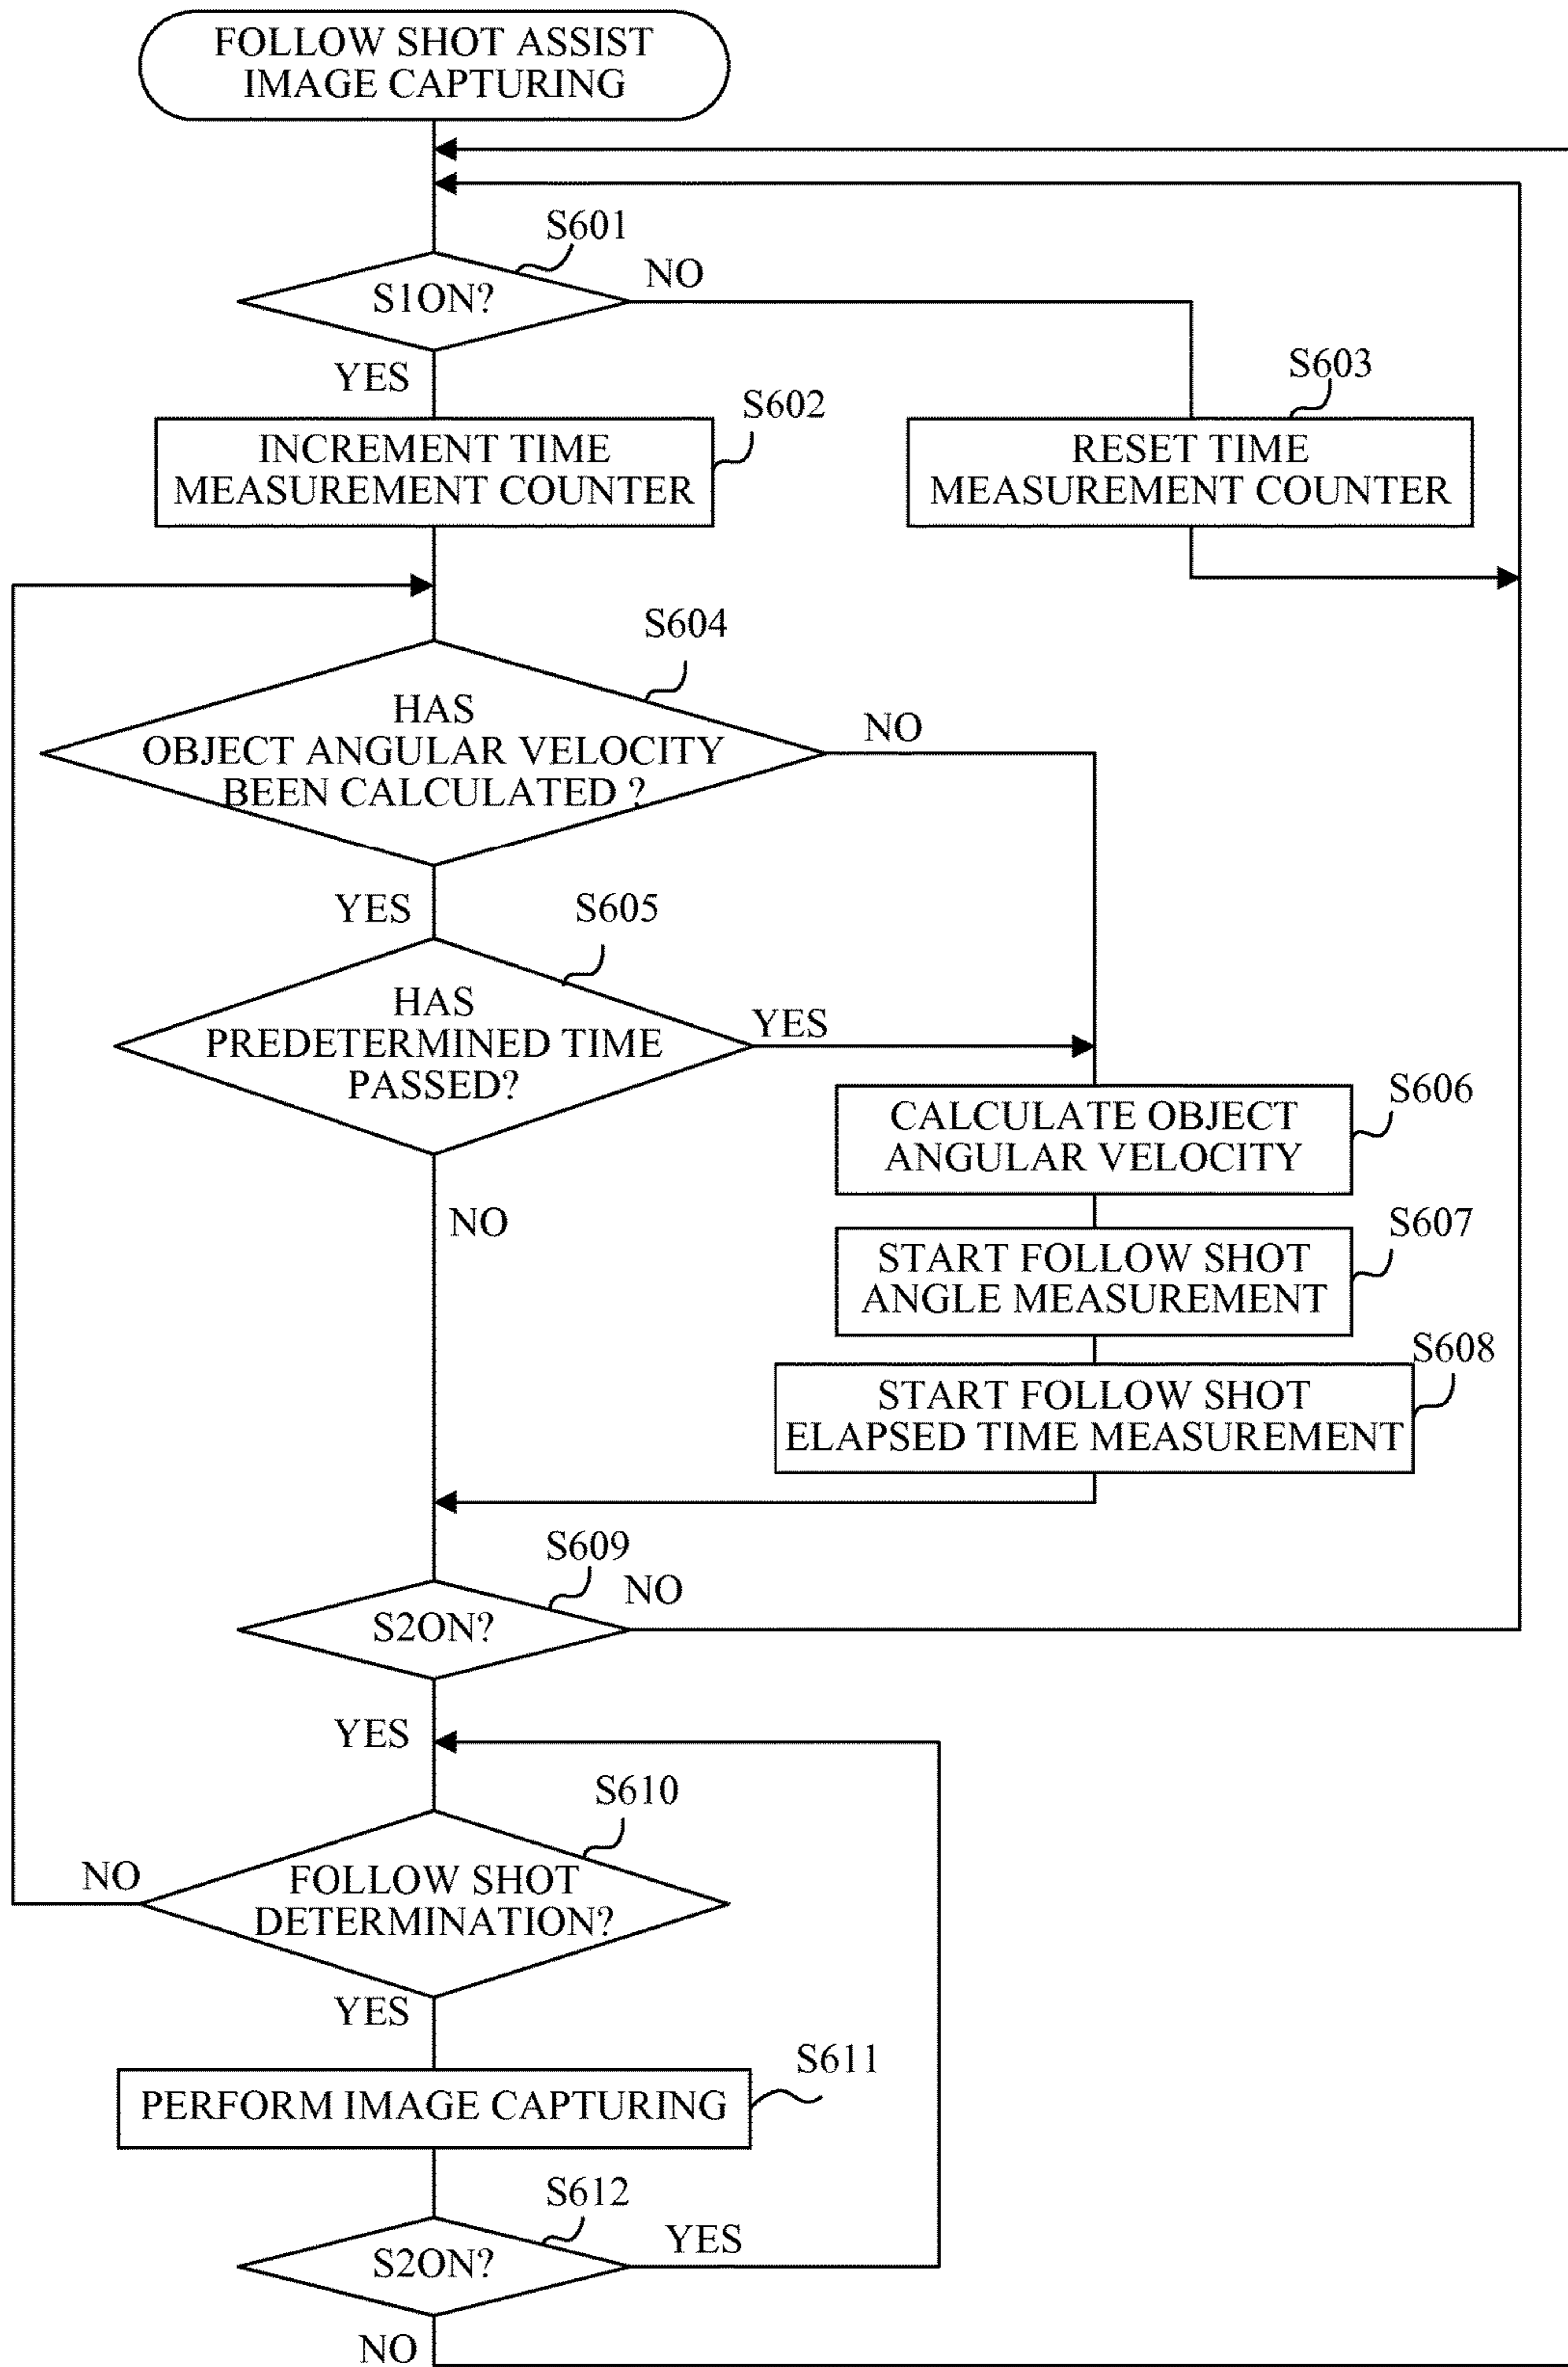 FOLLOW SHOT ASSIST
IMAGE CAPTURING
S601
S1ON?
NO
YES
S602
INCREMENT TIME
MEASUREMENT COUNTER
S603
RESET TIME
MEASUREMENT COUNTER
S604
HAS
OBJECT ANGULAR VELOCITY
BEEN CALCULATED ?
NO
YES
S605
HAS
PREDETERMINED TIME
PASSED?
YES
NO
S606
CALCULATE OBJECT
ANGULAR VELOCITY
S607
START FOLLOW SHOT
ANGLE MEASUREMENT
S608
START FOLLOW SHOT
ELAPSED TIME MEASUREMENT
S609
S2ON?
NO
YES
S610
FOLLOW SHOT
DETERMINATION?
NO
YES
S611
PERFORM IMAGE CAPTURING
S612
S2ON?
YES
NO